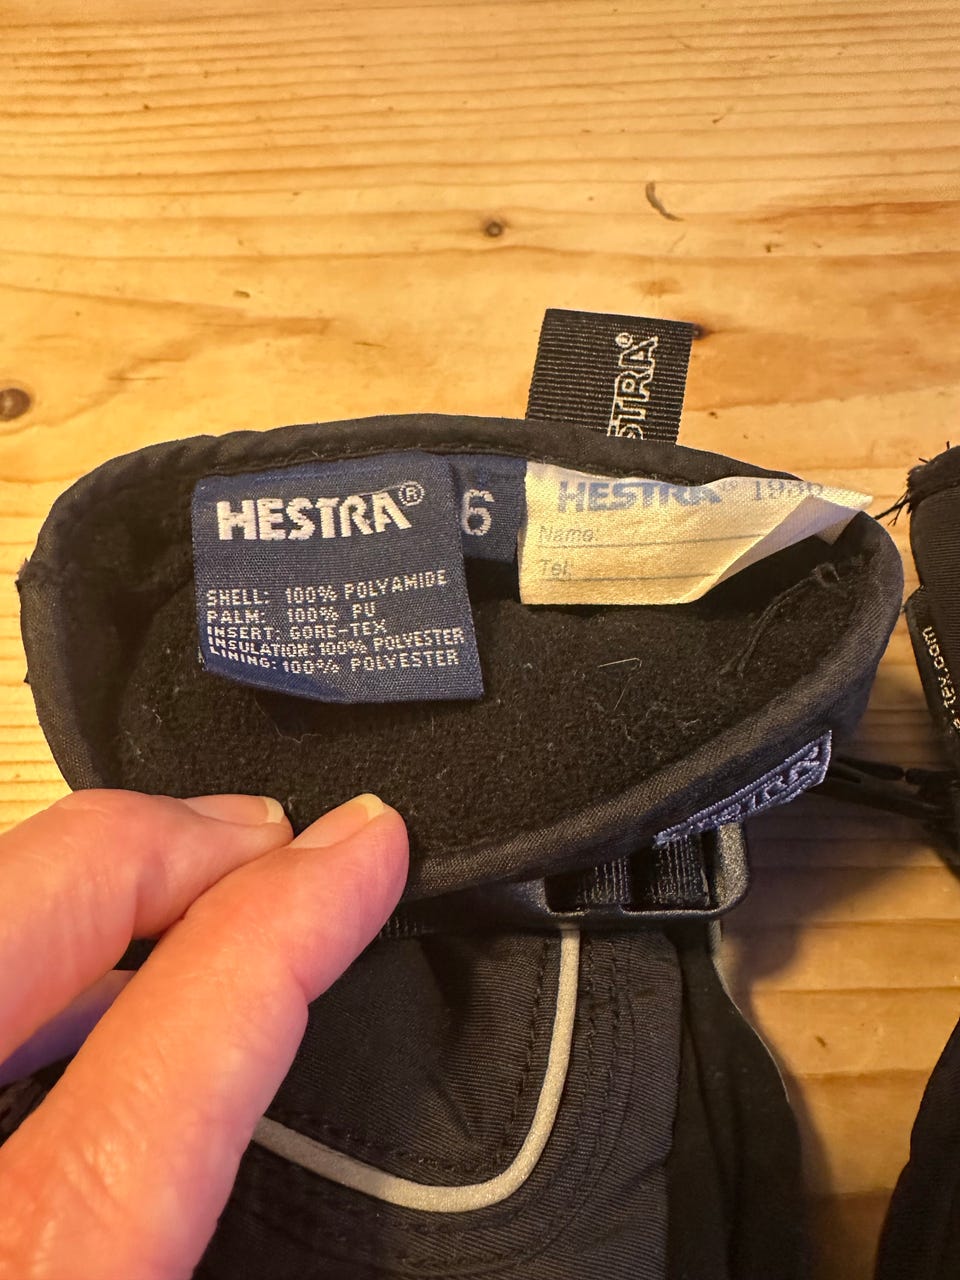 HESTRA®
HESTRA®
6
SHELL: 100% POLYAMIDE
PALM: 100% PU
INSERT: GORE-TEX
INSULATION: 100% POLYESTER
LINING: 100% POLYESTER
HESTRA® 1936
Name
Tel:
HESTRA